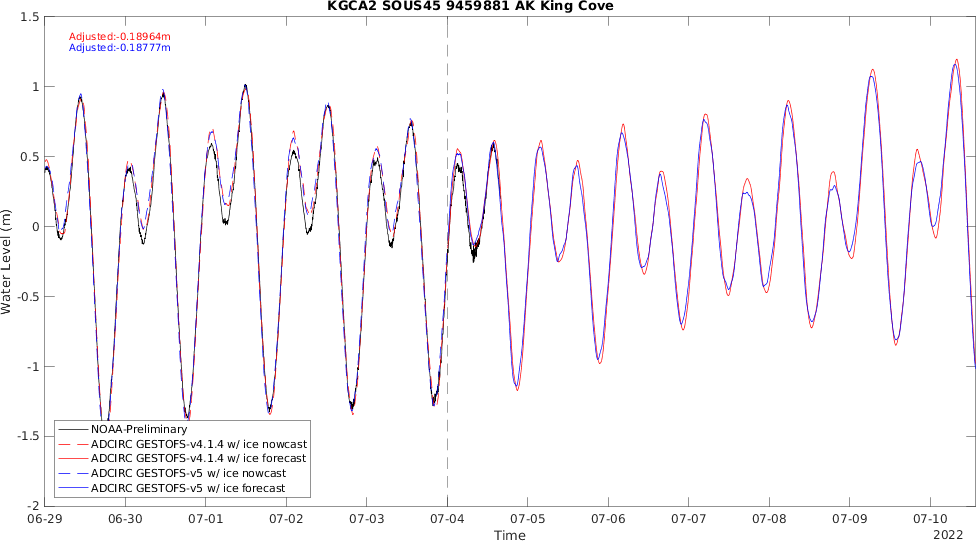 KGCA2 SOUS45 9459881 AK King Cove
Adjusted:-0.18964m
Adjusted:-0.18777m
1.5
1
0.5
0
-0.5
-1
-1.5
-2
Water Level (m)
NOAA-Preliminary
ADCIRC GESTOFS-v4.1.4 w/ ice nowcast
ADCIRC GESTOFS-v4.1.4 w/ ice forecast
ADCIRC GESTOFS-v5 w/ ice nowcast
ADCIRC GESTOFS-v5 w/ ice forecast
06-29 06-30 07-01 07-02 07-03 07-04 07-05 07-06 07-07 07-08 07-09 07-10
Time
2022